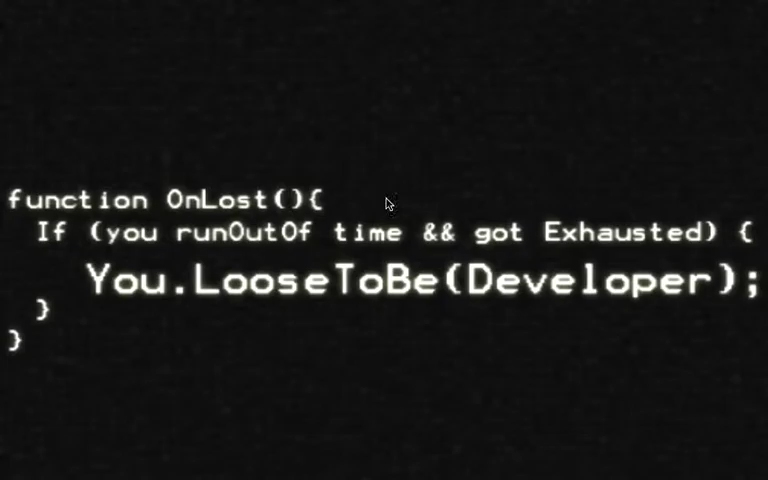 function OnLost(){
If (you runOutOf time && got Exhausted) {
You.LooseToBe(Developer);
}
}